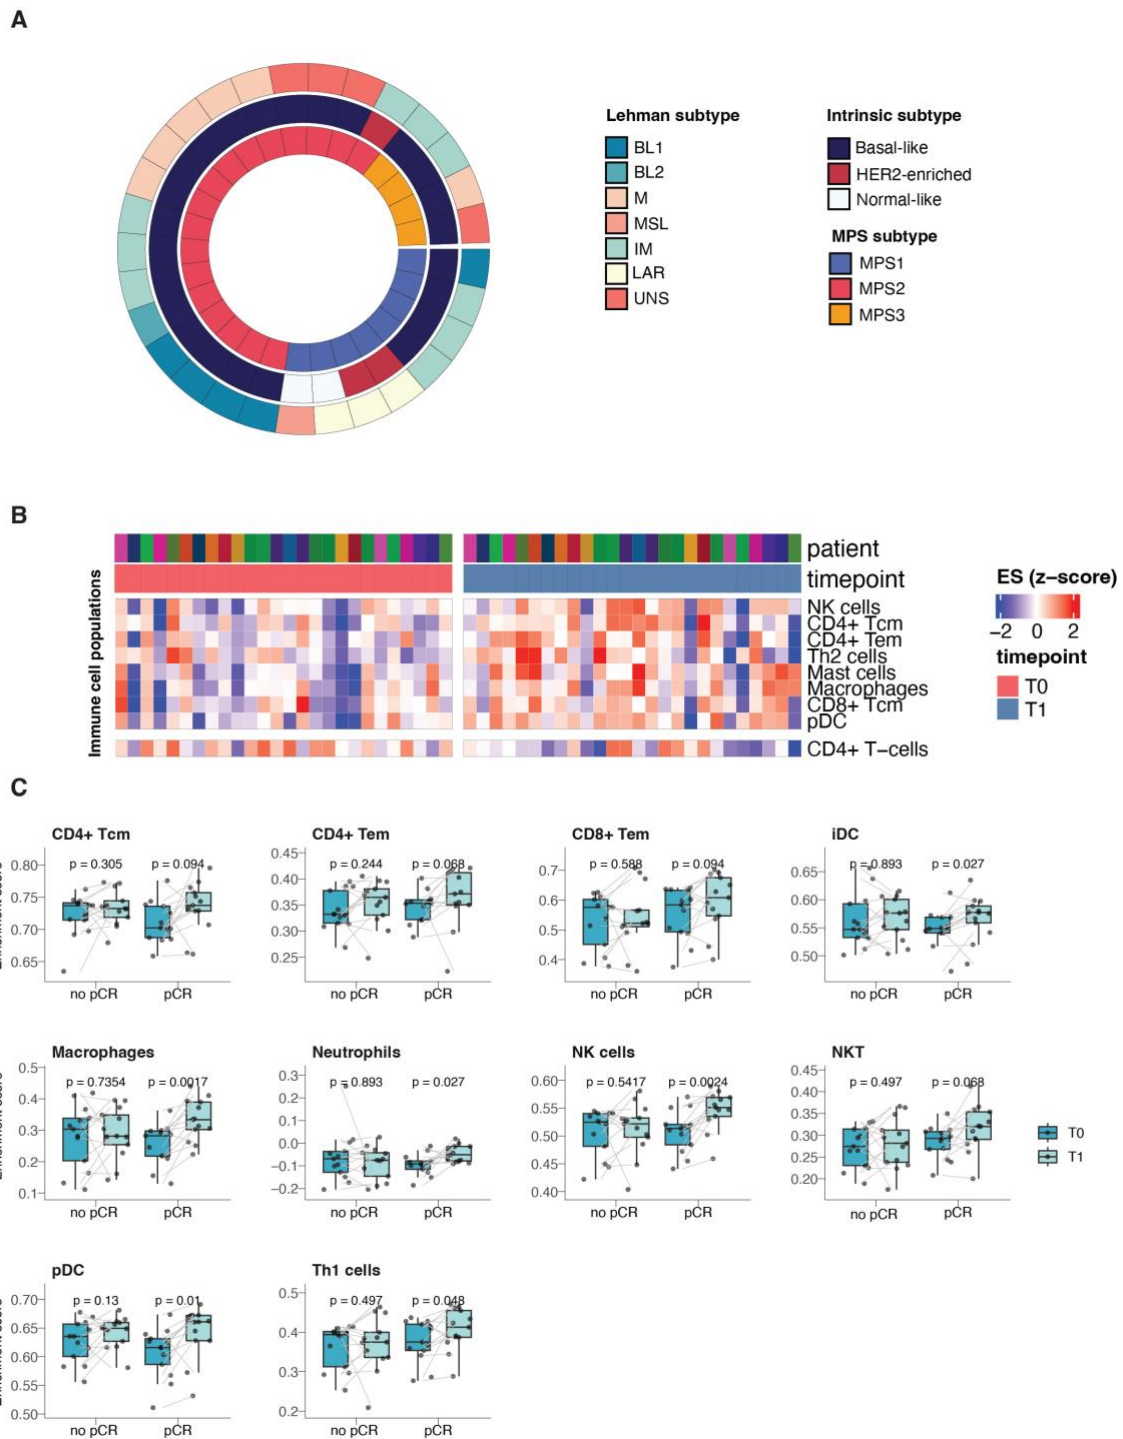 A
Lehman subtype
BL1
BL2
M
MSL
IM
LAR
UNS
Intrinsic subtype
Basal-like
HER2-enriched
Normal-like
MPS subtype
MPS1
MPS2
MPS3
B
Immune cell populations
patient
timepoint
NK cells
CD4+ Tcm
CD4+ Tem
Th2 cells
Mast cells
Macrophages
CD8+ Tcm
pDC
CD4+ T−cells
ES (z−score)
−2 0 2
timepoint
T0
T1
C
CD4+ Tcm
p = 0.305 p = 0.094
0.80
0.75
0.70
0.65
no pCR pCR
CD4+ Tem
p = 0.244 p = 0.068
0.45
0.40
0.35
0.30
0.25
no pCR pCR
CD8+ Tem
p = 0.588 p = 0.094
0.7
0.6
0.5
0.4
no pCR pCR
iDC
p = 0.893 p = 0.027
0.65
0.60
0.55
0.50
no pCR pCR
Macrophages
p = 0.7354 p = 0.0017
0.5
0.4
0.3
0.2
0.1
no pCR pCR
Neutrophils
p = 0.893 p = 0.027
0.3
0.2
0.1
0.0
−0.1
−0.2
no pCR pCR
NK cells
p = 0.5417 p = 0.0024
0.60
0.55
0.50
0.45
0.40
no pCR pCR
NKT
p = 0.497 p = 0.068
0.45
0.40
0.35
0.30
0.25
0.20
no pCR pCR
T0
T1
pDC
p = 0.13 p = 0.01
0.70
0.65
0.60
0.55
0.50
no pCR pCR
Th1 cells
p = 0.497 p = 0.048
0.5
0.4
0.3
0.2
no pCR pCR